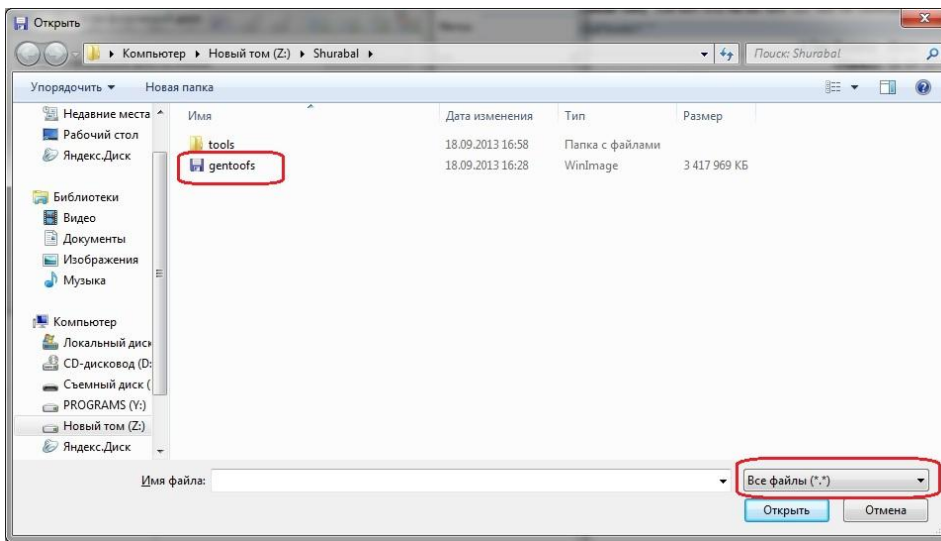 Открыть
Компьютер Новый том (Z:) Shurabal
Поиск: Shurabal
Упорядочить Новая папка
Недавние места
Рабочий стол
Яндекс.Диск
Библиотеки
Видео
Документы
Изображения
Музыка
Компьютер
Локальный диск
CD-дисковод (D:
Съемный диск (
PROGRAMS (Y:)
Новый том (Z:)
Яндекс.Диск
Имя Дата изменения Тип Размер
tools 18.09.2013 16:58 Папка с файлами
gentoofs 18.09.2013 16:28 WinImage 3 417 969 КБ
Имя файла:
Все файлы (*.*)
Открыть Отмена